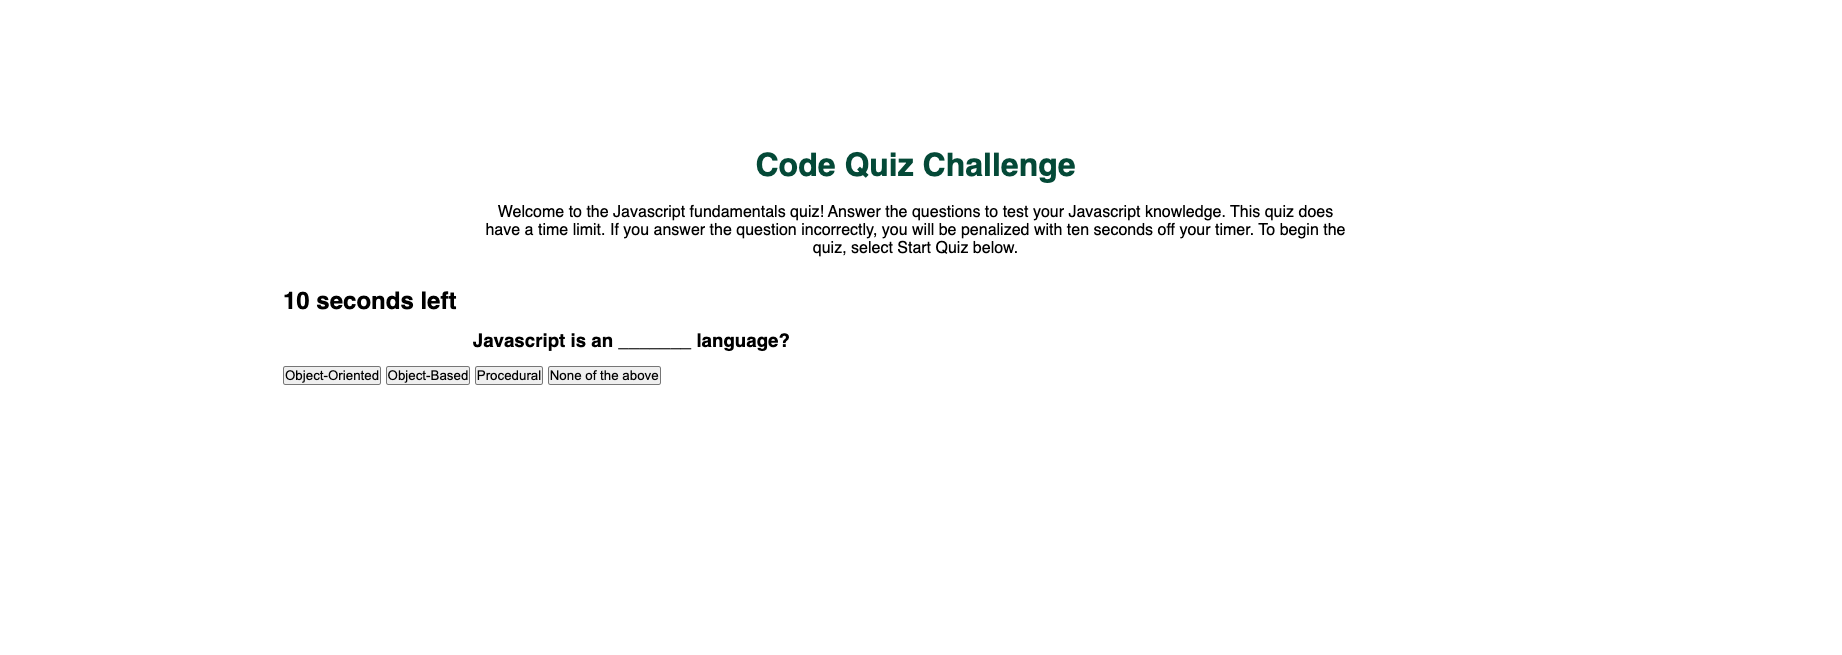 Code Quiz Challenge
Welcome to the Javascript fundamentals quiz! Answer the questions to test your Javascript knowledge. This quiz does
have a time limit. If you answer the question incorrectly, you will be penalized with ten seconds off your timer. To begin the
quiz, select Start Quiz below.
10 seconds left
Javascript is an _______ language?
Object-Oriented Object-Based Procedural None of the above